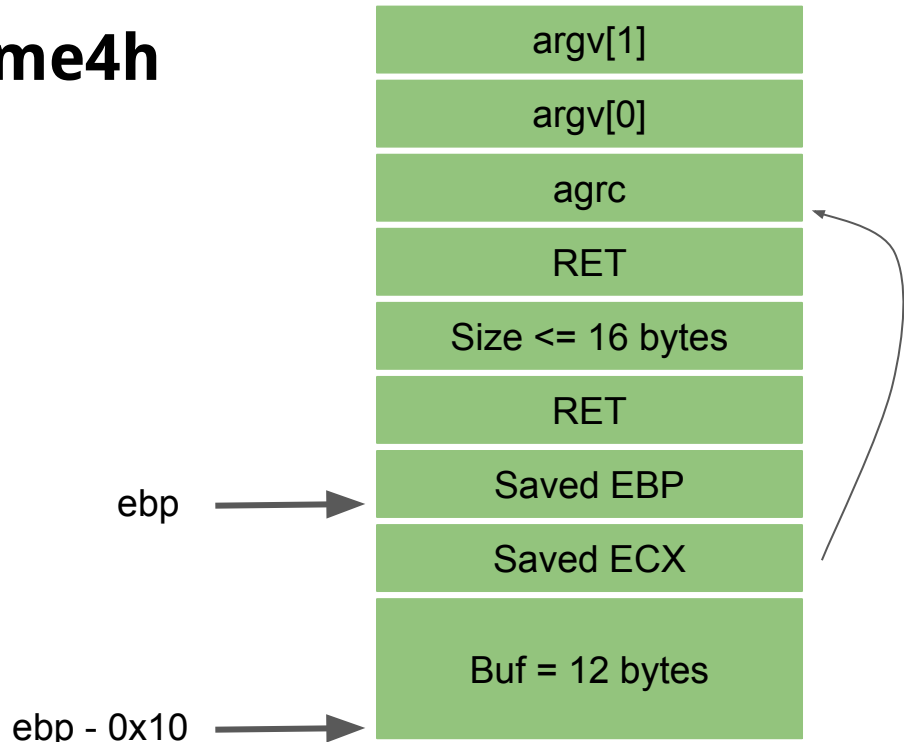 me4h
argv[1]
argv[0]
agrc
RET
Size <= 16 bytes
RET
Saved EBP
ebp
Saved ECX
Buf = 12 bytes
ebp - 0x10